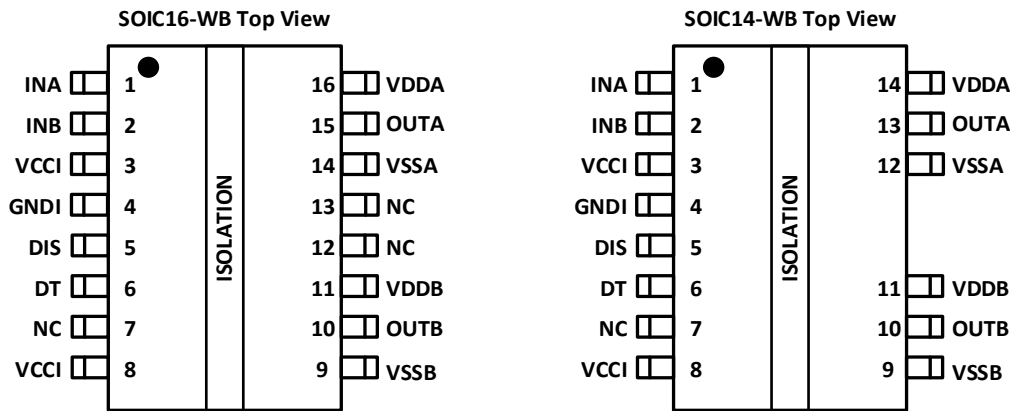 SOIC16-WB Top View
INA 1 16 VDDA
INB 2 15 OUTA
VCCI 3 14 VSSA
GNDI 4 13 NC
DIS 5 12 NC
DT 6 11 VDDB
NC 7 10 OUTB
VCCI 8 9 VSSB
ISOLATION
SOIC14-WB Top View
INA 1 14 VDDA
INB 2 13 OUTA
VCCI 3 12 VSSA
GNDI 4
DIS 5
DT 6 11 VDDB
NC 7 10 OUTB
VCCI 8 9 VSSB
ISOLATION